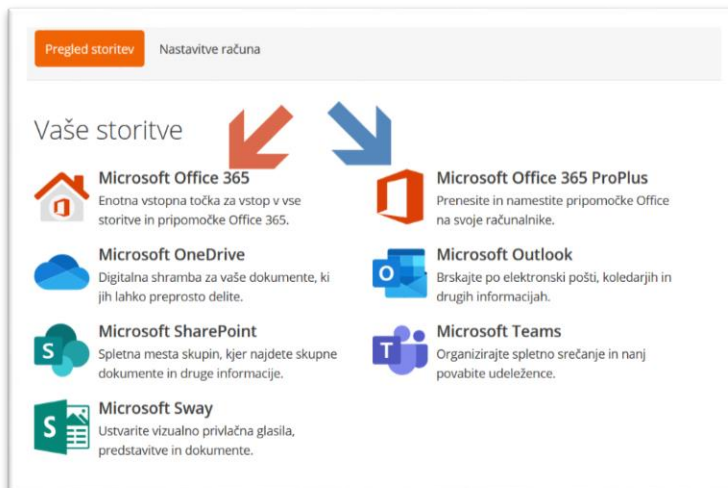 Pregled storitev
Nastavitve računa
Vaše storitve
Microsoft Office 365
Enotna vstopna točka za vstop v vse
storitve in pripomočke Office 365.
Microsoft Office 365 ProPlus
Prenesite in namestite pripomočke Office
na svoje računalnike.
Microsoft OneDrive
Digitalna shramba za vaše dokumente, ki
jih lahko preprosto delite.
Microsoft Outlook
Brskajte po elektronski pošti, koledarjih in
drugih informacijah.
Microsoft SharePoint
Spletna mesta skupin, kjer najdete skupne
dokumente in druge informacije.
Microsoft Teams
Organizirajte spletno srečanje in nanj
povabite udeležence.
Microsoft Sway
Ustvarite vizualno privlačna glasila,
predstavitve in dokumente.